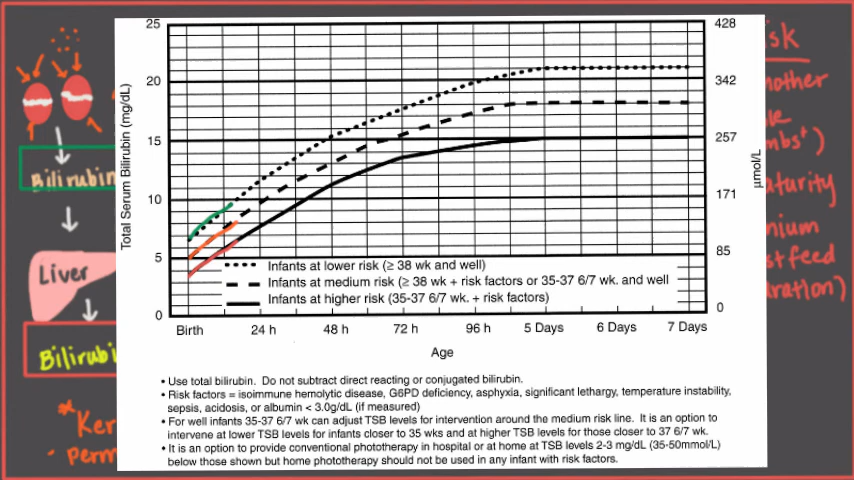 25
20
15
10
5
0
Total Serum Bilirubin (mg/dL)
428
342
257
171
85
0
µmol/L
Infants at lower risk (≥ 38 wk and well)
Infants at medium risk (≥ 38 wk + risk factors or 35-37 6/7 wk. and well
Infants at higher risk (35-37 6/7 wk. + risk factors)
Birth 24 h 48 h 72 h 96 h 5 Days 6 Days 7 Days
Age
• Use total bilirubin. Do not subtract direct reacting or conjugated bilirubin.
• Risk factors = isoimmune hemolytic disease, G6PD deficiency, asphyxia, significant lethargy, temperature instability,
sepsis, acidosis, or albumin < 3.0g/dL (if measured)
• For well infants 35-37 6/7 wk can adjust TSB levels for intervention around the medium risk line. It is an option to
intervene at lower TSB levels for infants closer to 35 wks and at higher TSB levels for those closer to 37 6/7 wk.
• It is an option to provide conventional phototherapy in hospital or at home at TSB levels 2-3 mg/dL (35-50mmol/L)
below those shown but home phototherapy should not be used in any infant with risk factors.
Bilirubin
Liver
Bilirubi
*Ker